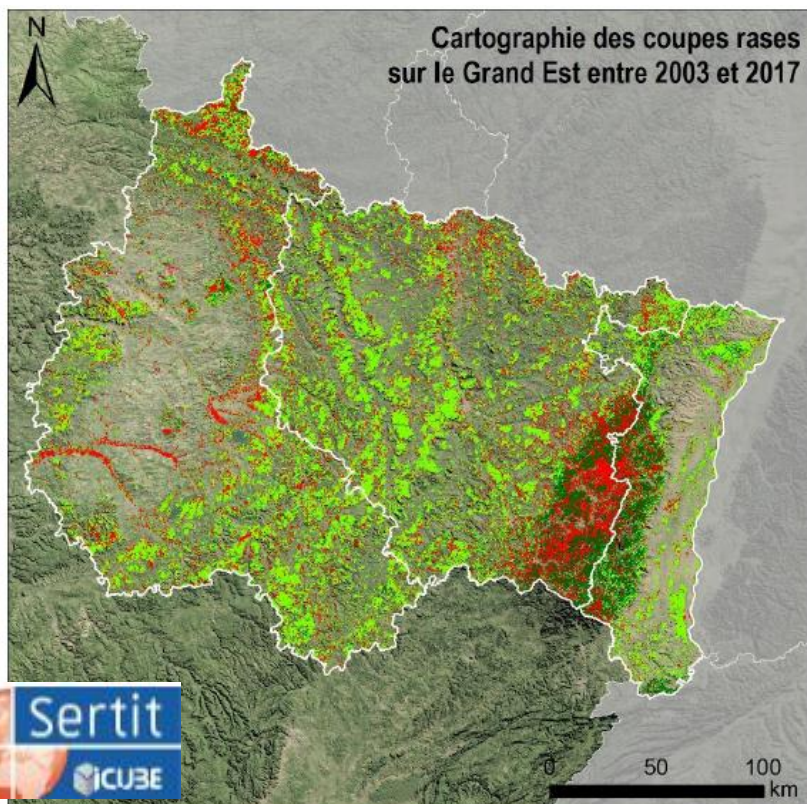 N
Cartographie des coupes rases
sur le Grand Est entre 2003 et 2017
Sertit
iCUBE
0 50 100
km